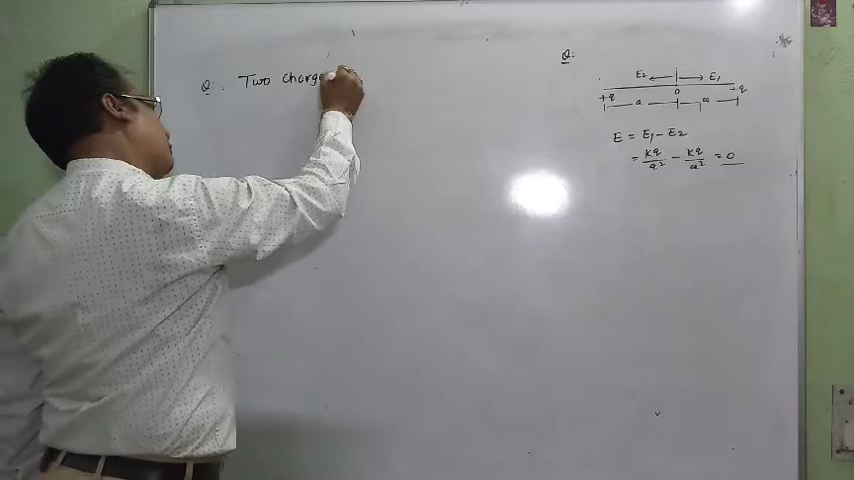 Q: Two Charge
Q:
E2 E1
+q 0 +q
a a
E = E1 - E2
= Kq/a² - Kq/a² = 0